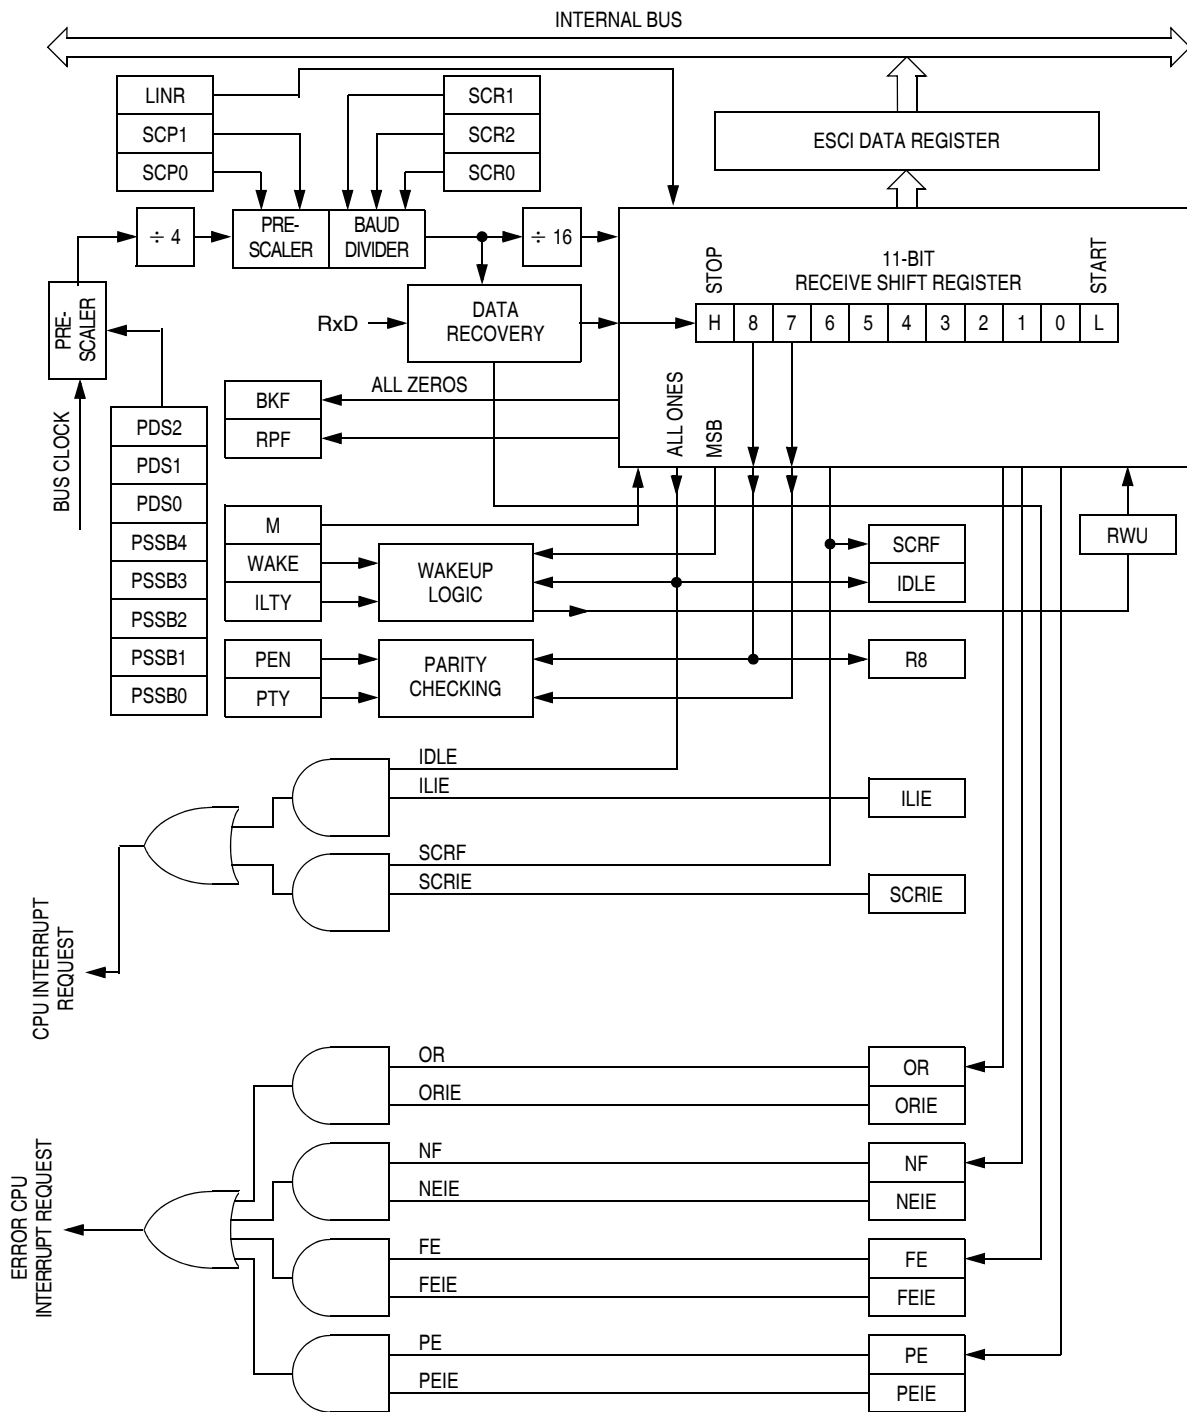 INTERNAL BUS
LINR
SCP1
SCP0
SCR1
SCR2
SCR0
ESCI DATA REGISTER
÷ 4
PRE-
SCALER
BAUD
DIVIDER
÷ 16
PRE-
SCALER
BUS CLOCK
RxD
DATA
RECOVERY
11-BIT
RECEIVE SHIFT REGISTER
STOP
START
H
8
7
6
5
4
3
2
1
0
L
ALL ZEROS
ALL ONES
MSB
BKF
RPF
PDS2
PDS1
PDS0
PSSB4
PSSB3
PSSB2
PSSB1
PSSB0
M
WAKE
ILTY
WAKEUP
LOGIC
PEN
PTY
PARITY
CHECKING
SCRF
IDLE
RWU
R8
IDLE
ILIE
ILIE
SCRF
SCRIE
SCRIE
CPU INTERRUPT
REQUEST
OR
OR
ORIE
ORIE
NF
NF
NEIE
NEIE
FE
FE
FEIE
FEIE
PE
PE
PEIE
PEIE
ERROR CPU
INTERRUPT REQUEST